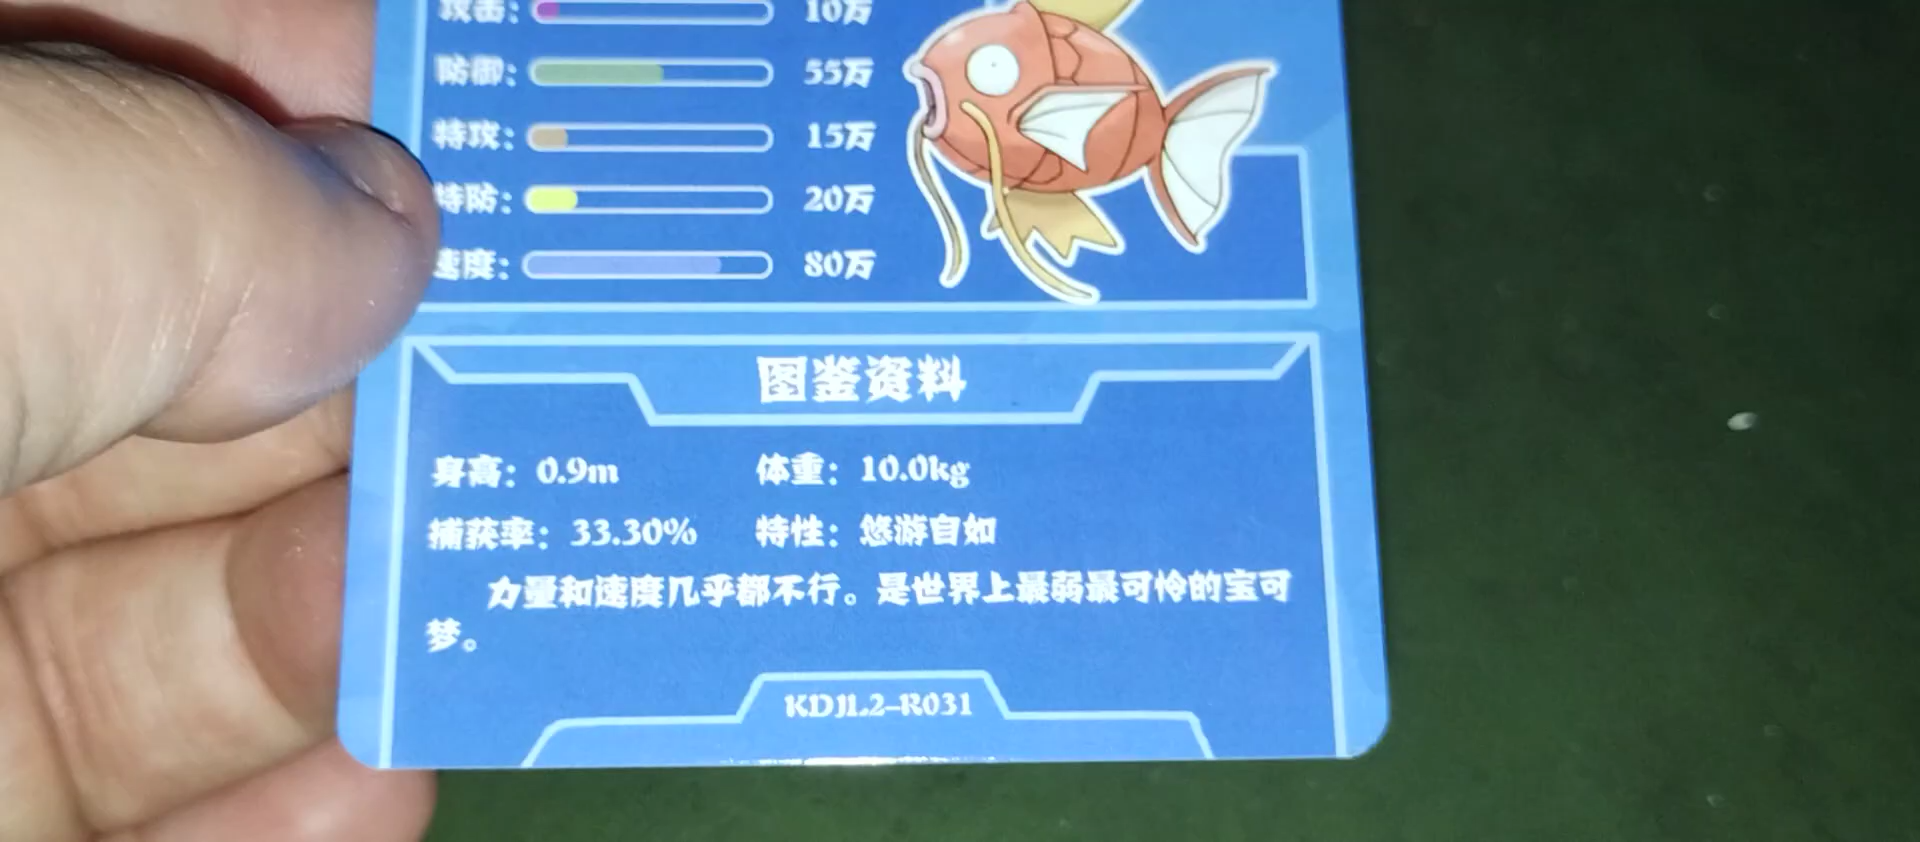 攻击: 10万
防御: 55万
特攻: 15万
特防: 20万
速度: 80万
图鉴资料
身高: 0.9m 体重: 10.0kg
捕获率: 33.30% 特性: 悠游自如
力量和速度几乎都不行。是世界上最弱最可怜的宝可
梦。
KDJL2-R031